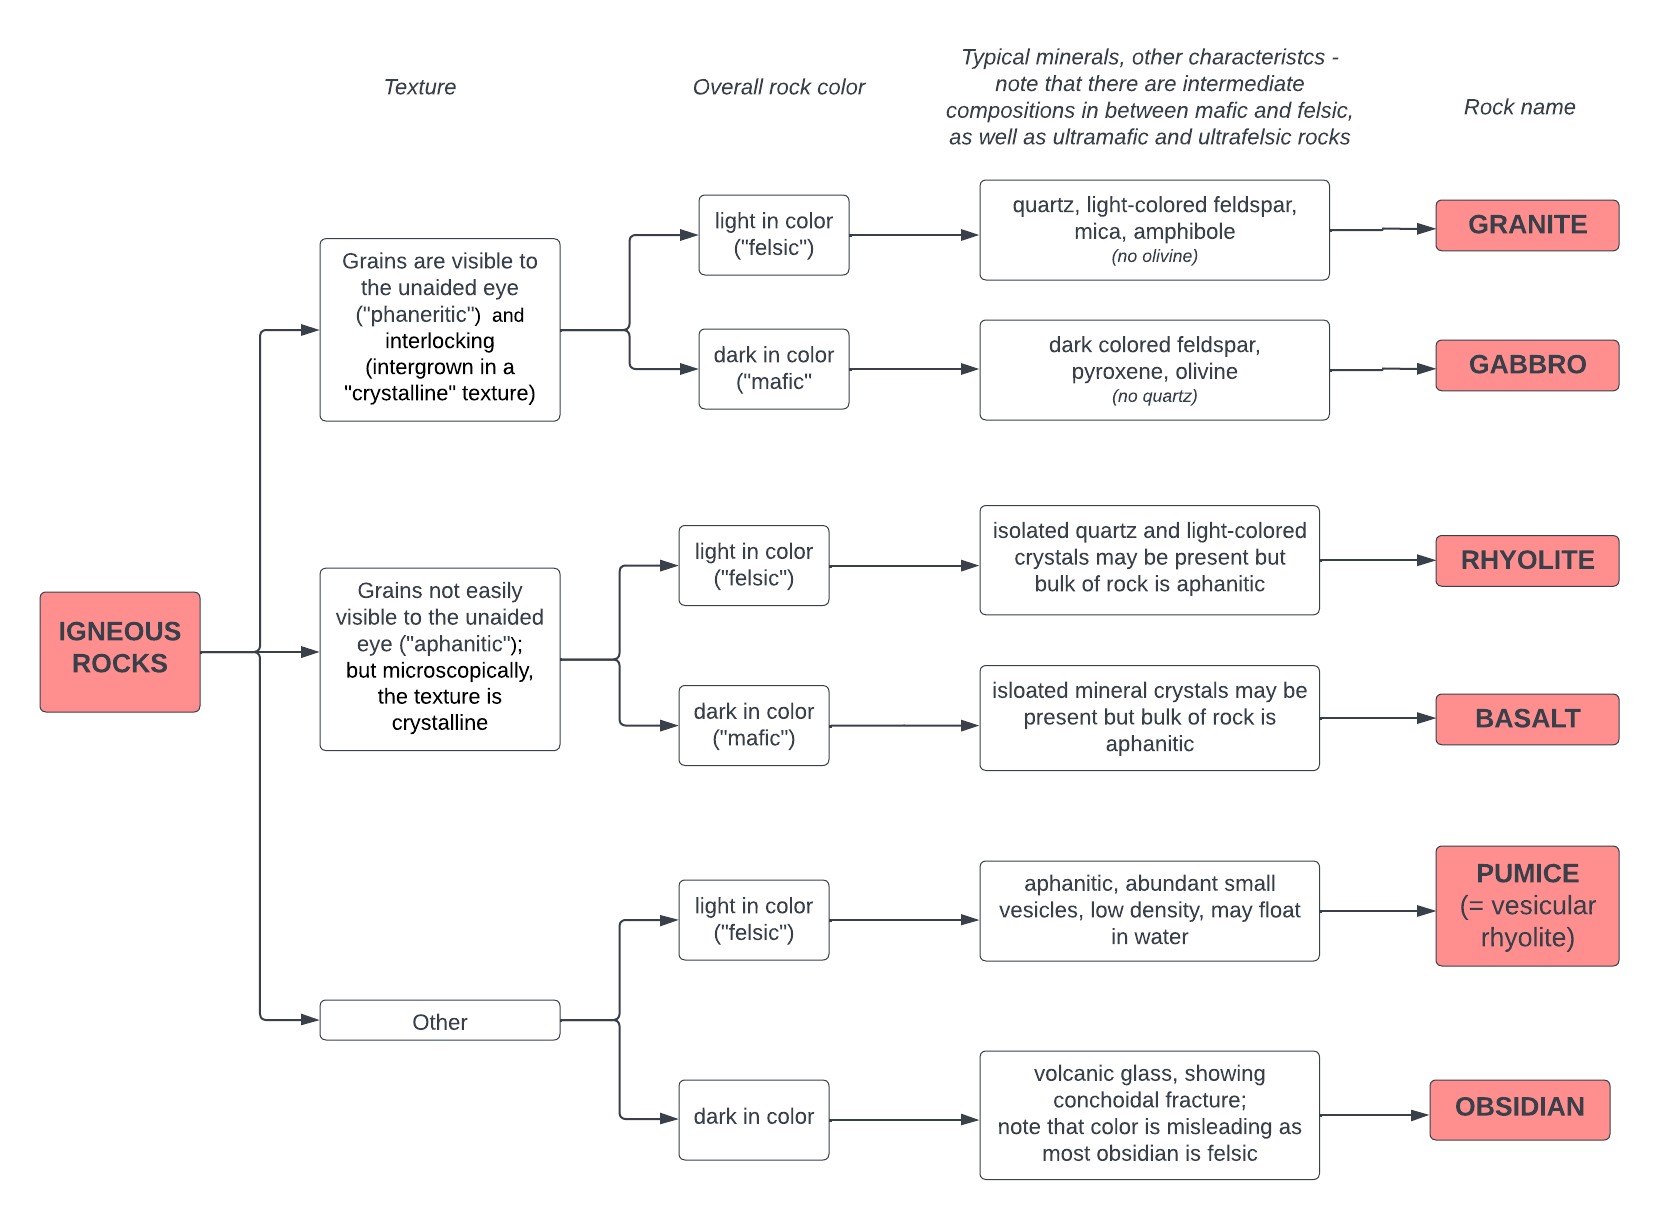 Texture
Overall rock color
Typical minerals, other characteristcs -
note that there are intermediate
compositions in between mafic and felsic,
as well as ultramafic and ultrafelsic rocks
Rock name
IGNEOUS
ROCKS
Grains are visible to
the unaided eye
("phaneritic")  and
interlocking
(intergrown in a
"crystalline" texture)
light in color
("felsic")
quartz, light-colored feldspar,
mica, amphibole
(no olivine)
GRANITE
dark in color
("mafic"
dark colored feldspar,
pyroxene, olivine
(no quartz)
GABBRO
Grains not easily
visible to the unaided
eye ("aphanitic");
but microscopically,
the texture is
crystalline
light in color
("felsic")
isolated quartz and light-colored
crystals may be present but
bulk of rock is aphanitic
RHYOLITE
dark in color
("mafic")
isloated mineral crystals may be
present but bulk of rock is
aphanitic
BASALT
Other
light in color
("felsic")
aphanitic, abundant small
vesicles, low density, may float
in water
PUMICE
(= vesicular
rhyolite)
dark in color
volcanic glass, showing
conchoidal fracture;
note that color is misleading as
most obsidian is felsic
OBSIDIAN